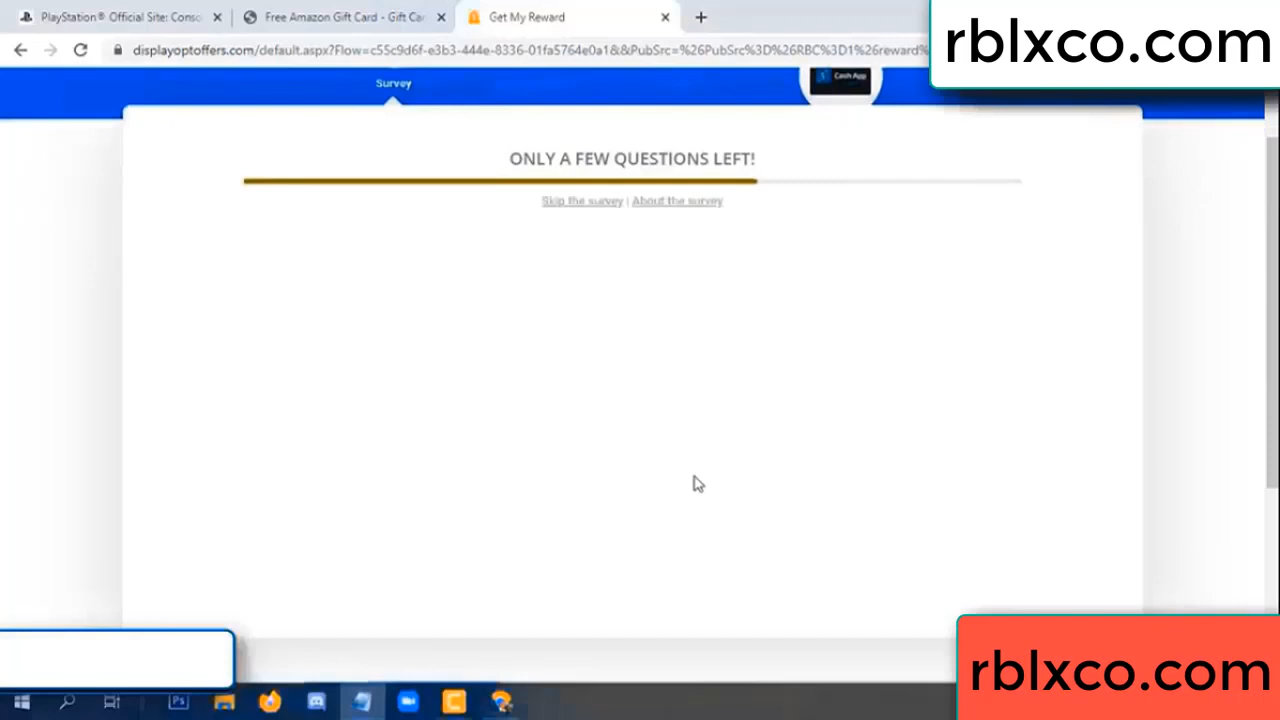 PlayStation® Official Site: Conso
Free Amazon Gift Card - Gift Car
Get My Reward
displayoptoffers.com/default.aspx?Flow=c55c9d6f-e3b3-444e-8336-01fa5764e0a1&&PubSrc=%26PubSrc%3D%26RBC%3D1%26reward%
rblxco.com
Survey
Cash App
ONLY A FEW QUESTIONS LEFT!
Skip the survey | About the survey
rblxco.com
Ps